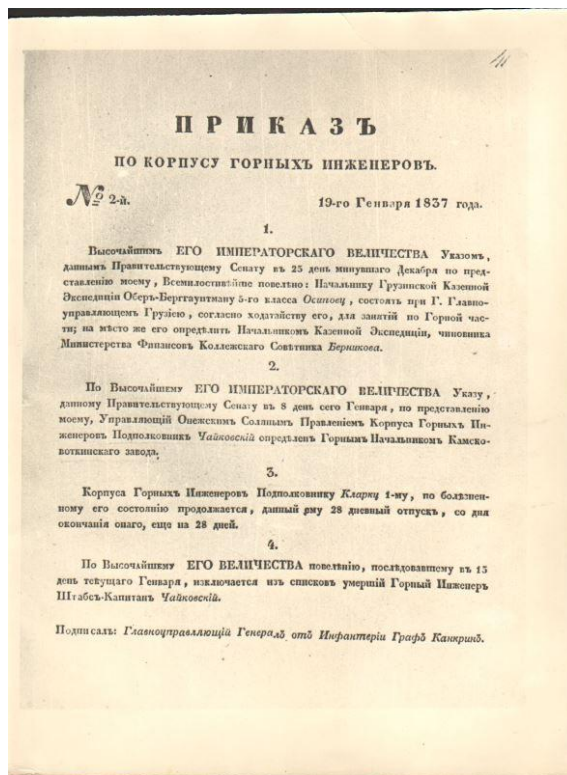 ПРИКАЗЪ
ПО КОРПУСУ ГОРНЫХЪ ИНЖЕНЕРОВЪ.
№ 2-й. 19-го Генваря 1837 года.
1.
Высочайшимъ ЕГО ИМПЕРАТОРСКАГО ВЕЛИЧЕСТВА Указомъ,
даннымъ Правительствующему Сенату въ 25 день минувшаго Декабря по пред-
ставленію моему, Всемилостивѣйше повелѣно: Начальнику Грузинской Казенной
Экспедиціи Оберъ-Бергтауптману 5-го класса Осипову, состоять при Г. Главно-
управляющемъ Грузіею, согласно ходатайству его, для занятій по Горной час-
ти; на мѣсто же его опредѣлить Начальникомъ Казенной Экспедиціи, чиновника
Министерства Финансовъ Коллежскаго Совѣтника Берникова.
2.
По Высочайшему ЕГО ИМПЕРАТОРСКАГО ВЕЛИЧЕСТВА Указу,
данному Правительствующему Сенату въ 8 день сего Генваря, по представленію
моему, Управляющій Онежскимъ Солянымъ Правленіемъ Корпуса Горныхъ Ин-
женеровъ Подполковникъ Чайковскій опредѣленъ Горнымъ Начальникомъ Камско-
воткинскаго завода.
3.
Корпуса Горныхъ Инженеровъ Подполковнику Кларку 1-му, по болѣзнен-
ному его состоянію продолжается, данный ему 28 дневный отпускъ, со дня
окончанія онаго, еще на 28 дней.
4.
По Высочайшему ЕГО ВЕЛИЧЕСТВА повелѣнію, послѣдовавшему въ 15
день текущаго Генваря, изключается изъ списковъ умершій Горный Инженеръ
Штабсъ-Капитанъ Чайковскій.
Подписалъ: Главноуправляющій Генералъ отъ Инфантеріи Графъ Канкринъ.